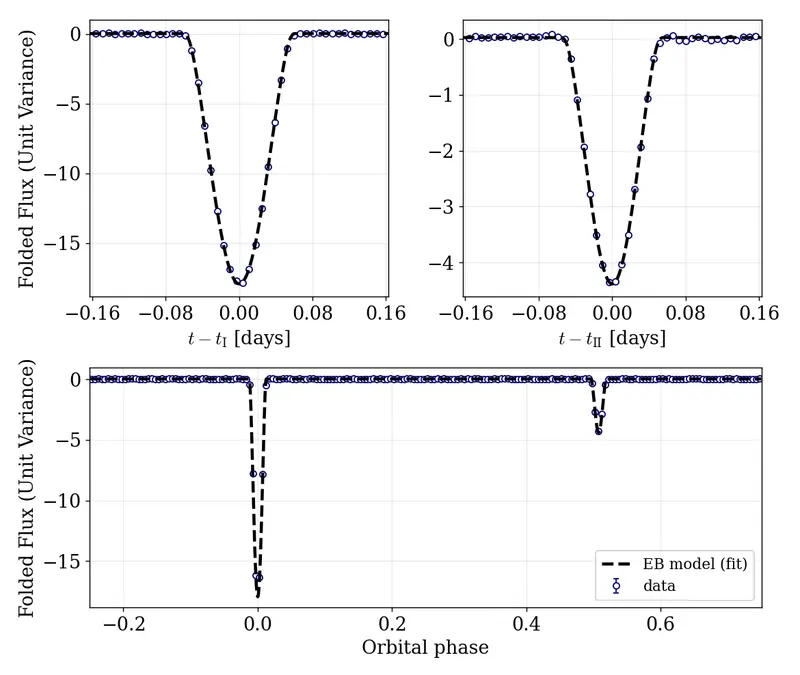 Folded Flux (Unit Variance)
0
−5
−10
−15
−0.16 −0.08 0.00 0.08 0.16
t − tI [days]
0
−1
−2
−3
−4
−0.16 −0.08 0.00 0.08 0.16
t − tII [days]
Folded Flux (Unit Variance)
0
−5
−10
−15
−0.2 0.0 0.2 0.4 0.6
Orbital phase
EB model (fit)
data